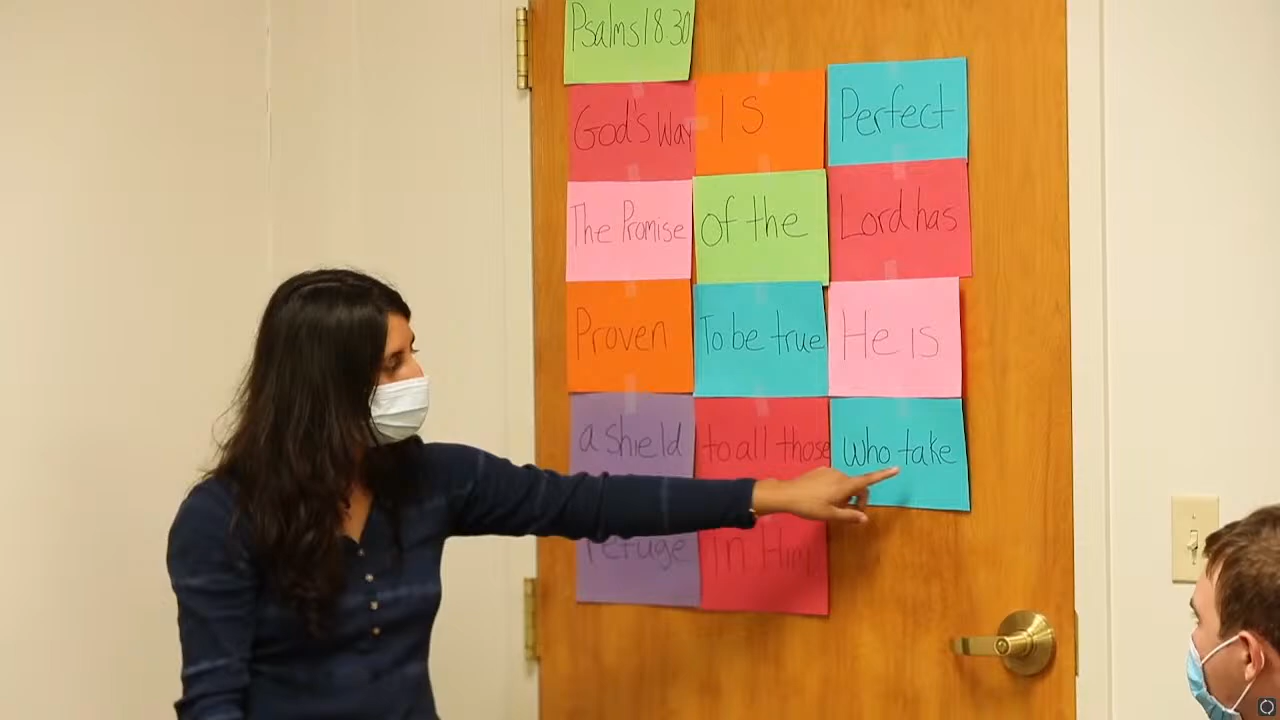 Psalms 18:30
God's Way is Perfect
The Promise of the Lord has
Proven To be true He is
a shield to all those who take
refuge in Him